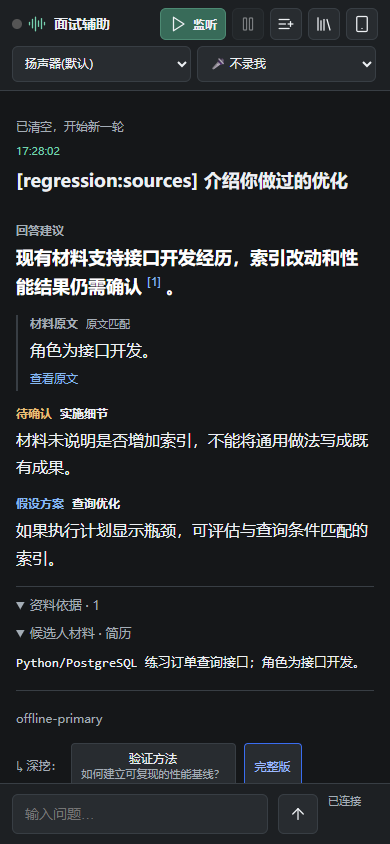 面试辅助
监听
扬声器(默认)
不录我
已清空，开始新一轮
17:28:02
[regression:sources] 介绍你做过的优化
回答建议
现有材料支持接口开发经历，索引改动和性
能结果仍需确认 [1] 。
材料原文 原文匹配
角色为接口开发。
查看原文
待确认 实施细节
材料未说明是否增加索引，不能将通用做法写成既
有成果。
假设方案 查询优化
如果执行计划显示瓶颈，可评估与查询条件匹配的
索引。
▼ 资料依据 · 1
▼ 候选人材料 · 简历
Python/PostgreSQL 练习订单查询接口；角色为接口开发。
offline-primary
↳ 深挖:
验证方法
如何建立可复现的性能基线？
完整版
输入问题...
已连接